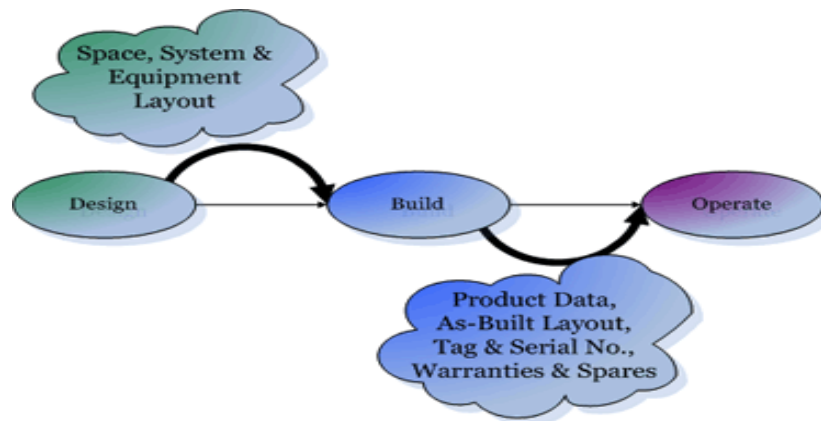 Space, System &
Equipment
Layout
Design
Build
Operate
Product Data,
As-Built Layout,
Tag & Serial No.,
Warranties & Spares